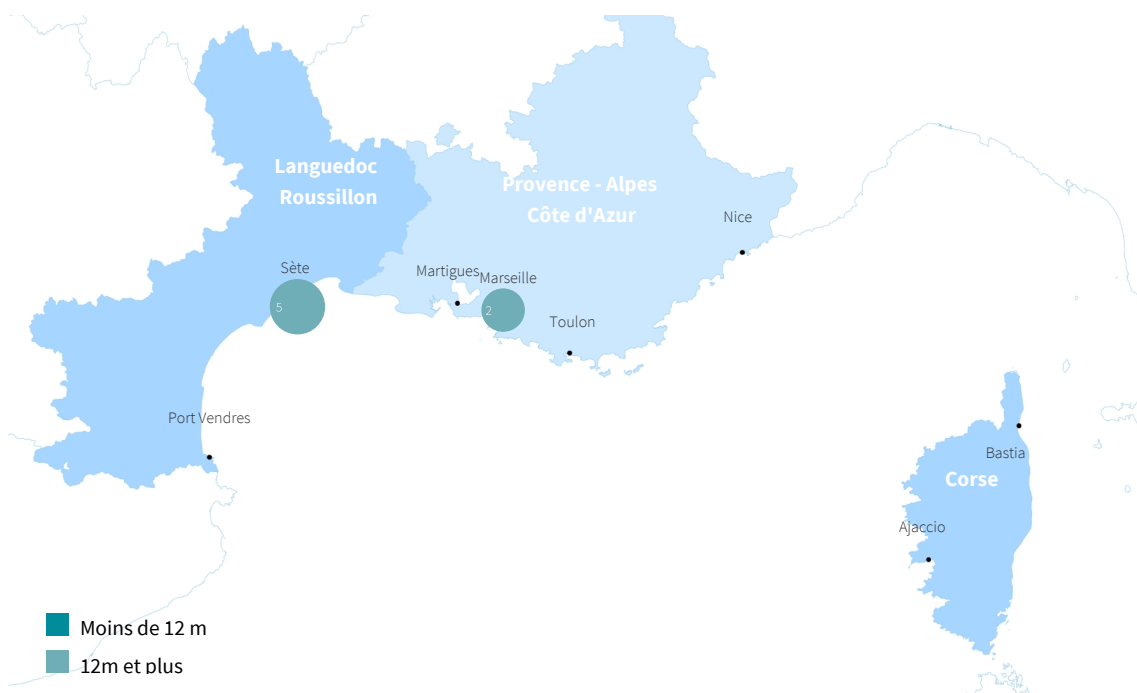 Languedoc
Roussillon
Provence - Alpes
Côte d'Azur
Nice
Sète
Martigues
Marseille
5
2
Toulon
Port Vendres
Bastia
Corse
Ajaccio
Moins de 12 m
12m et plus